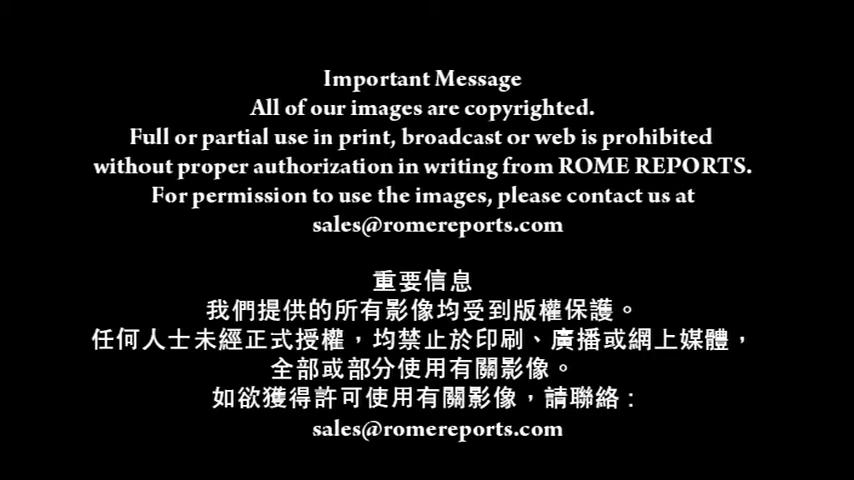 Important Message
All of our images are copyrighted.
Full or partial use in print, broadcast or web is prohibited
without proper authorization in writing from ROME REPORTS.
For permission to use the images, please contact us at
sales@romereports.com
重要信息
我們提供的所有影像均受到版權保護。
任何人士未經正式授權，均禁止於印刷、廣播或網上媒體，
全部或部分使用有關影像。
如欲獲得許可使用有關影像，請聯絡：
sales@romereports.com